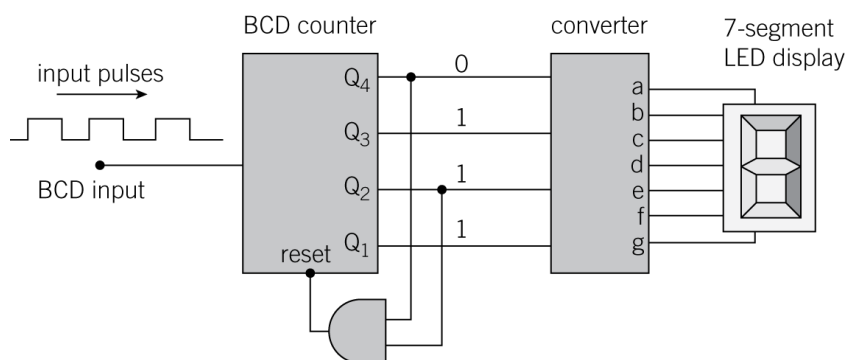 BCD counter
converter
7-segment
LED display
input pulses
BCD input
Q4
0
Q3
1
Q2
1
Q1
1
reset
a
b
c
d
e
f
g